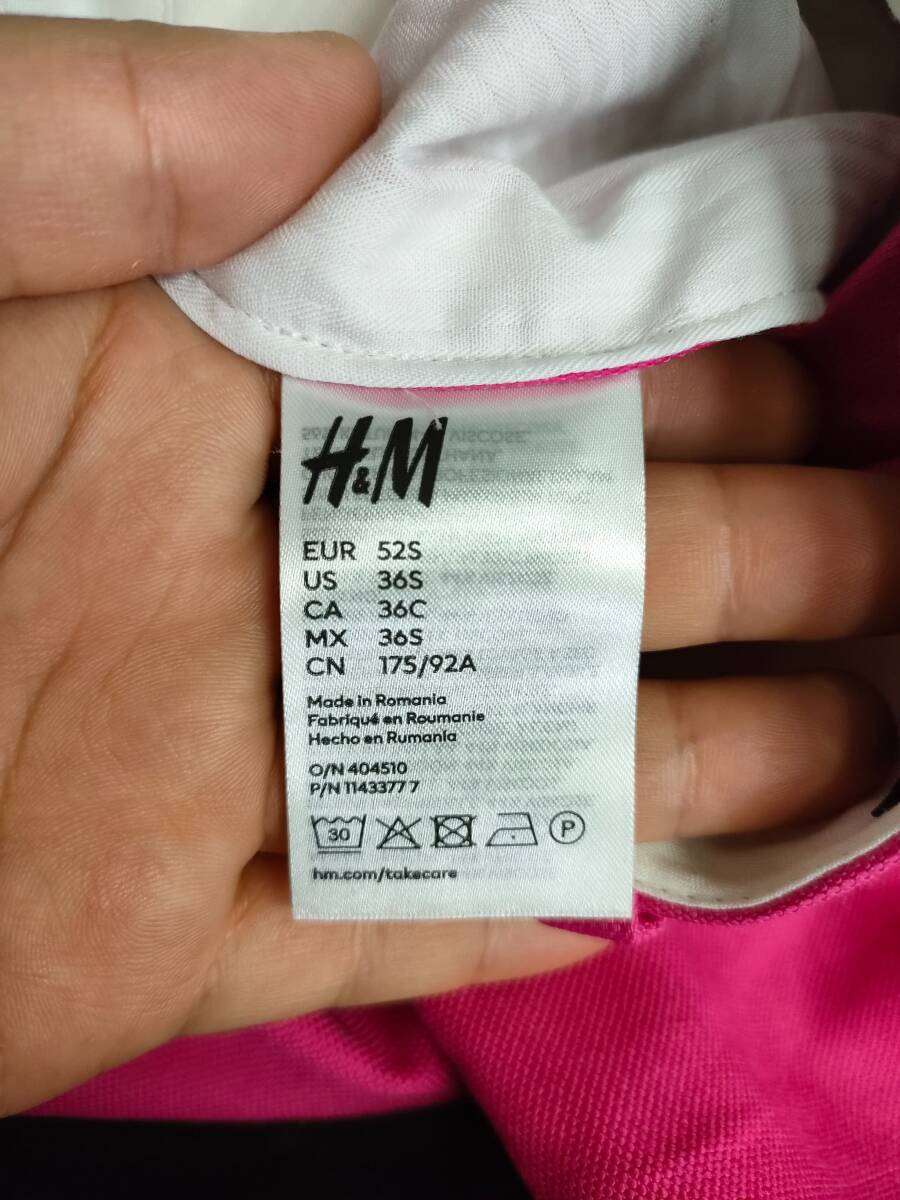 H&M
EUR 52S
US 36S
CA 36C
MX 36S
CN 175/92A
Made in Romania
Fabriqué en Roumanie
Hecho en Rumanía
O/N 404510
P/N 1143377 7
30
P
hm.com/takecare